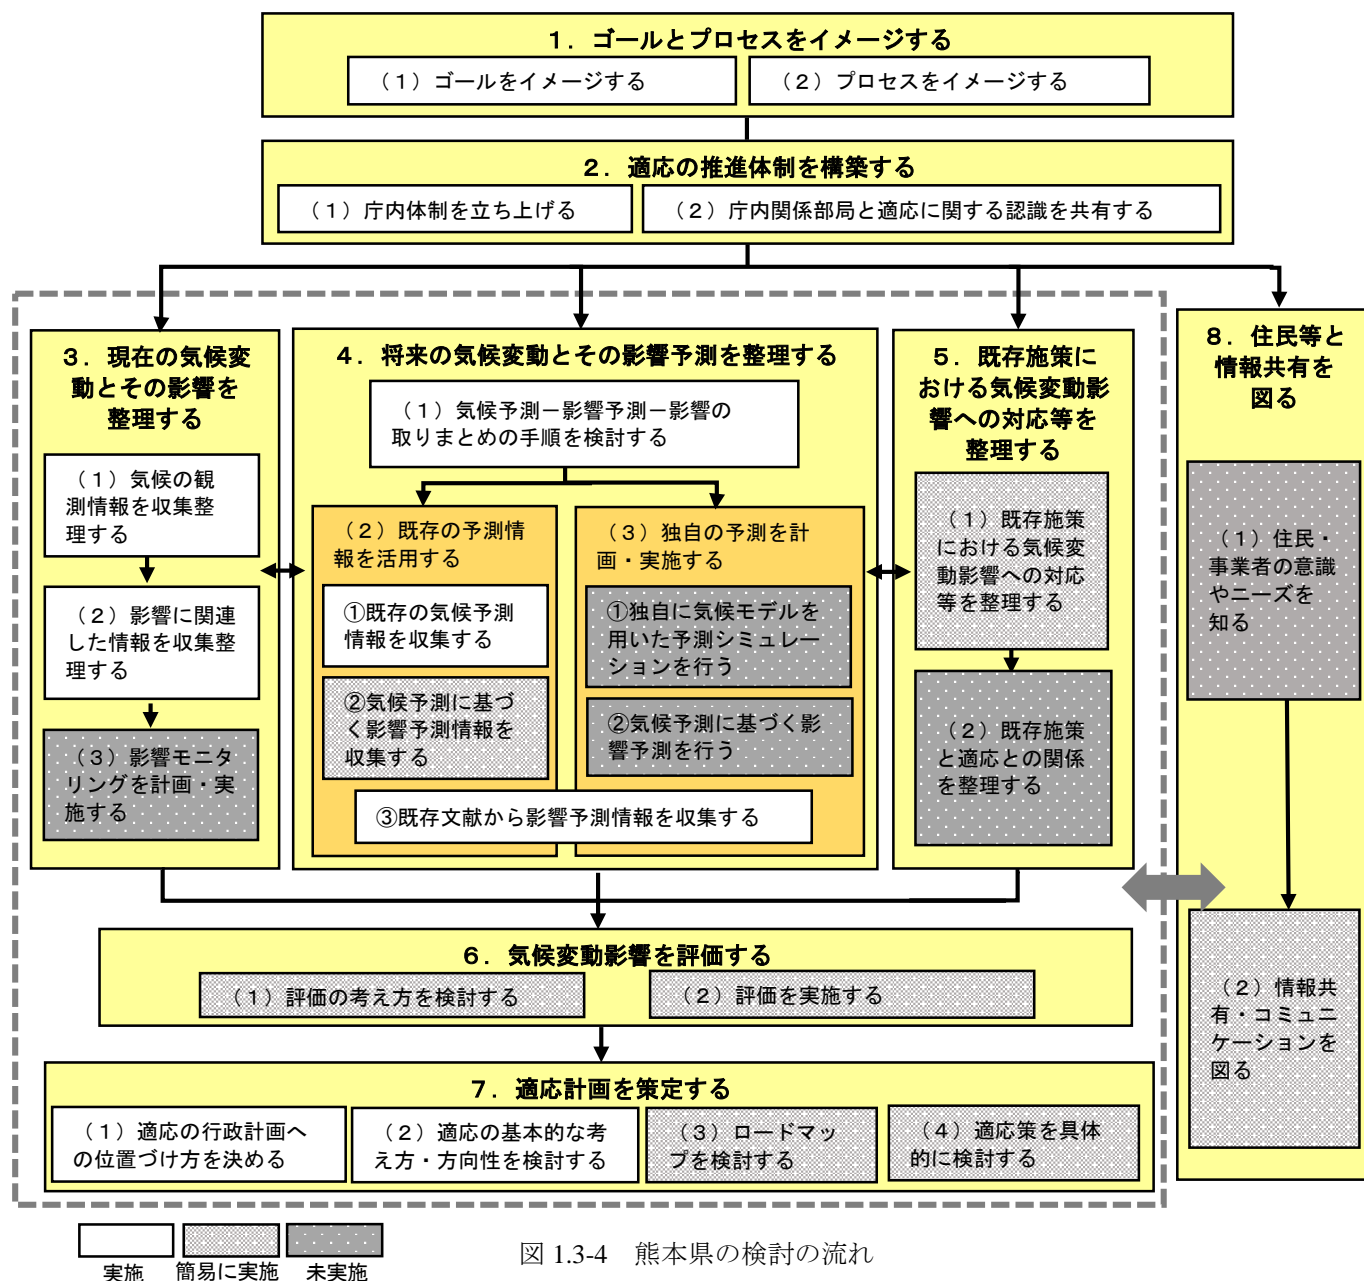 １．ゴールとプロセスをイメージする
（１）ゴールをイメージする
（２）プロセスをイメージする
２．適応の推進体制を構築する
（１）庁内体制を立ち上げる
（２）庁内関係部局と適応に関する認識を共有する
３．現在の気候変
動とその影響を
整理する
（１）気候の観
測情報を収集整
理する
（２）影響に関連
した情報を収集整
理する
（３）影響モニタ
リングを計画・実
施する
４．将来の気候変動とその影響予測を整理する
（１）気候予測－影響予測－影響の
取りまとめの手順を検討する
（２）既存の予測情
報を活用する
①既存の気候予測
情報を収集する
②気候予測に基づ
く影響予測情報を
収集する
（３）独自の予測を計
画・実施する
①独自に気候モデルを
用いた予測シミュレー
ションを行う
②気候予測に基づく影
響予測を行う
③既存文献から影響予測情報を収集する
５．既存施策に
おける気候変動影
響への対応等を
整理する
（１）既存施策
における気候変
動影響への対応
等を整理する
（２）既存施策
と適応との関係
を整理する
８．住民等と
情報共有を
図る
（１）住民・
事業者の意識
やニーズを
知る
（２）情報共
有・コミュニ
ケーションを
図る
６．気候変動影響を評価する
（１）評価の考え方を検討する
（２）評価を実施する
７．適応計画を策定する
（１）適応の行政計画へ
の位置づけ方を決める
（２）適応の基本的な考
え方・方向性を検討する
（３）ロードマッ
プを検討する
（４）適応策を具体
的に検討する
実施
簡易に実施
未実施
図 1.3-4　熊本県の検討の流れ